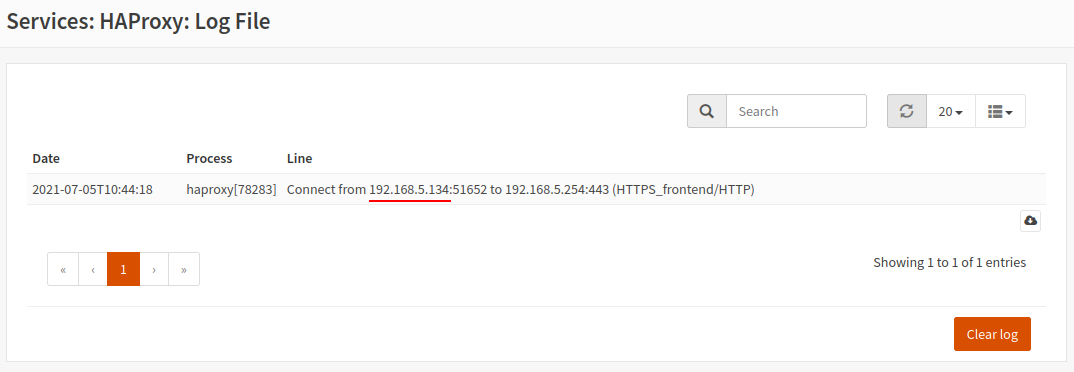 Services: HAProxy: Log File
Search
20
Date Process Line
2021-07-05T10:44:18 haproxy[78283] Connect from 192.168.5.134:51652 to 192.168.5.254:443 (HTTPS_frontend/HTTP)
« ‹ 1 › »
Showing 1 to 1 of 1 entries
Clear log